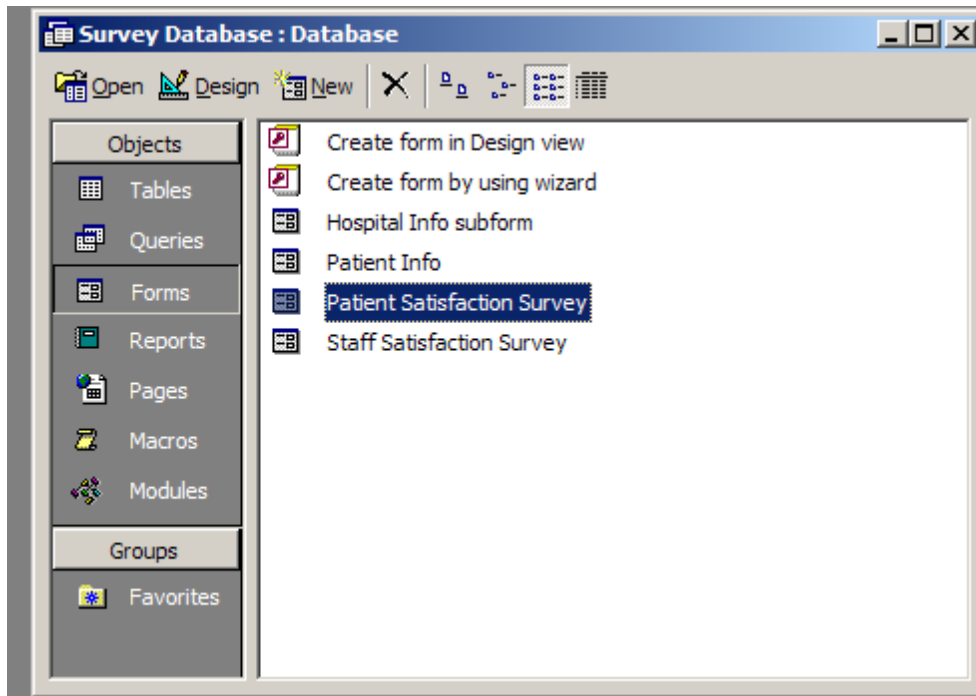 Survey Database : Database
Open Design New
Objects
Tables
Queries
Forms
Reports
Pages
Macros
Modules
Groups
Favorites
Create form in Design view
Create form by using wizard
Hospital Info subform
Patient Info
Patient Satisfaction Survey
Staff Satisfaction Survey